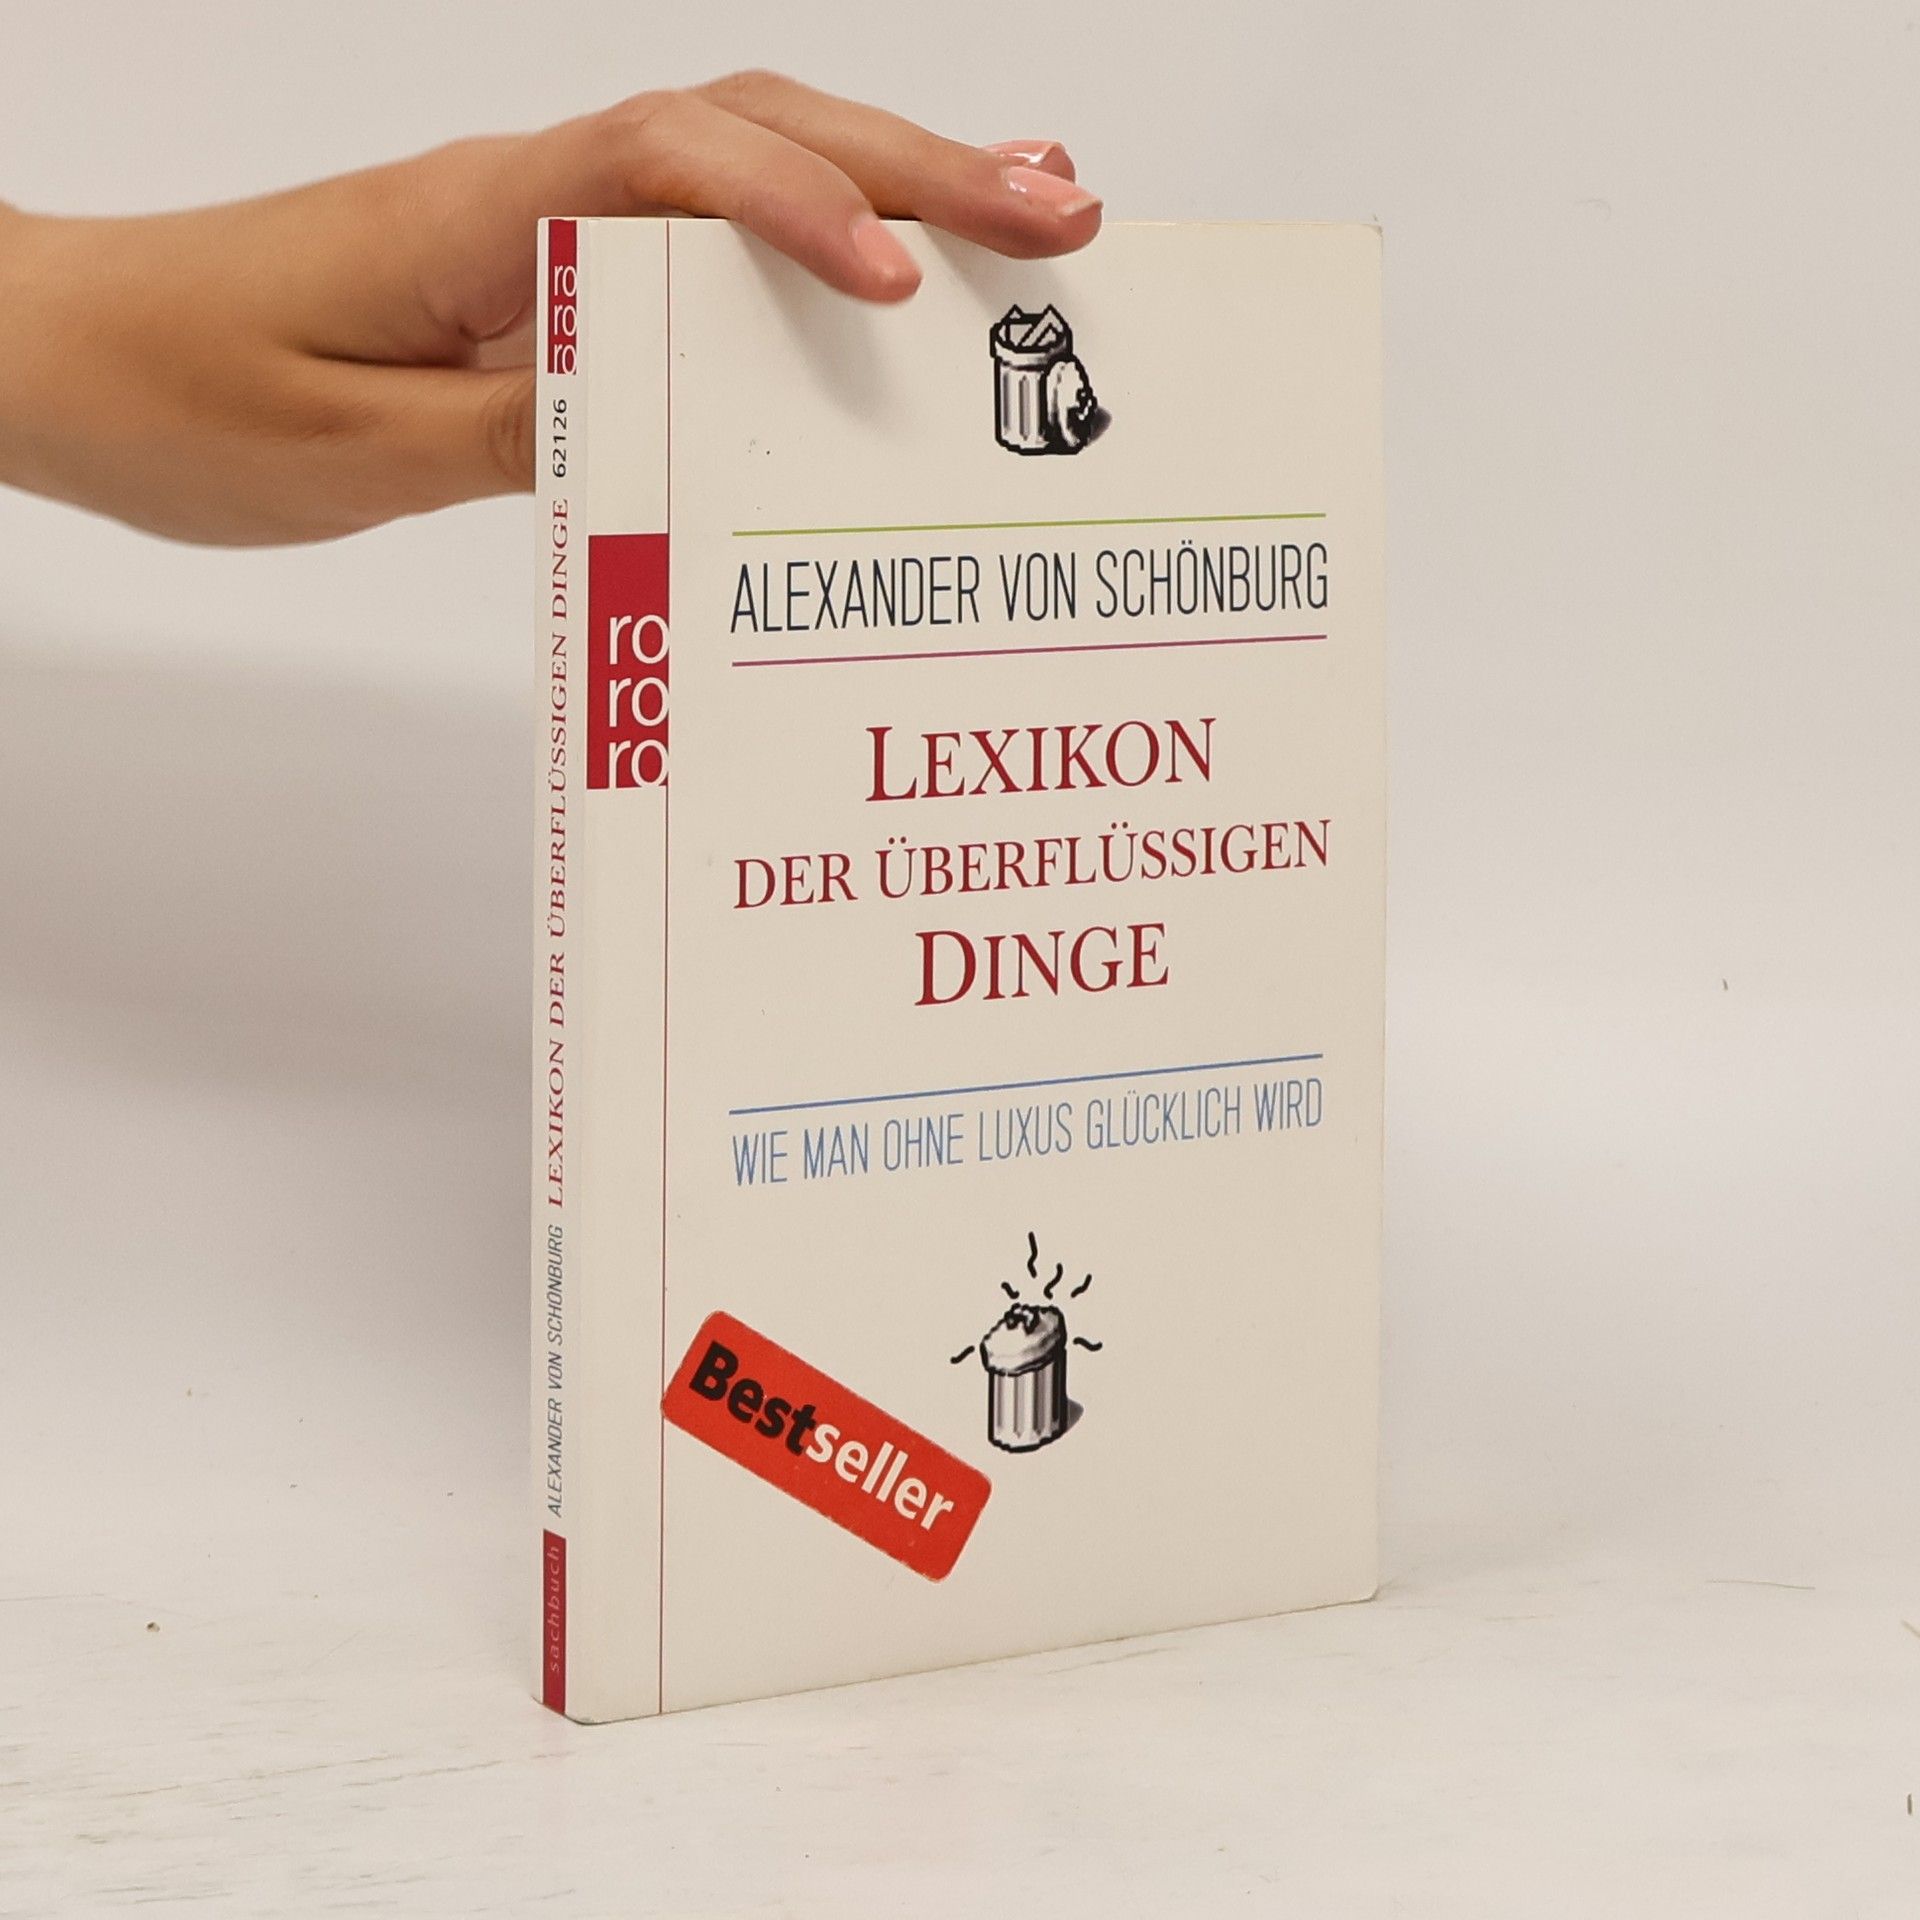 ro
ro
ro
62126
LEXIKON DER ÜBERFLÜSSIGEN DINGE
ALEXANDER VON SCHÖNBURG
sachbuch
ro
ro
ro
ALEXANDER VON SCHÖNBURG
LEXIKON
DER ÜBERFLÜSSIGEN
DINGE
WIE MAN OHNE LUXUS GLÜCKLICH WIRD
Bestseller